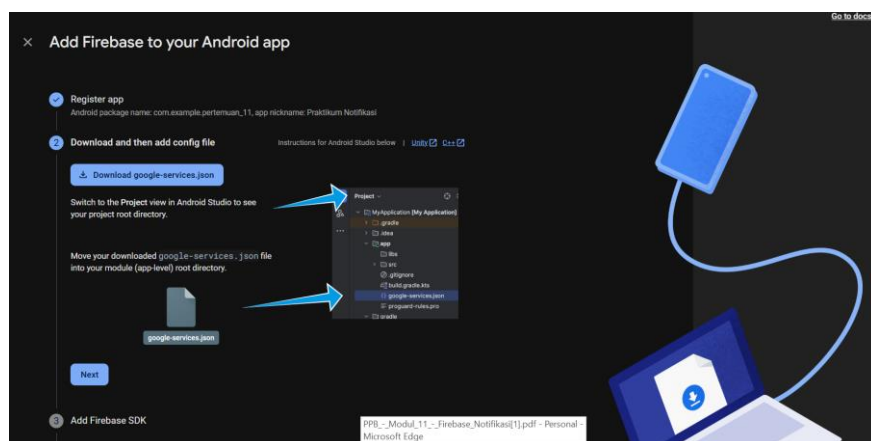 Go to docs
Add Firebase to your Android app
Register app
Android package name: com.example.pertemuan_11, app nickname: Praktikum Notifikasi
2 Download and then add config file
Instructions for Android Studio below | Unity C++
Download google-services.json
Switch to the Project view in Android Studio to see
your project root directory.
Project
MyApplication [My Application]
.gradle
.idea
app
libs
src
.gitignore
build.gradle.kts
google-services.json
proguard-rules.pro
gradle
Move your downloaded google-services.json file
into your module (app-level) root directory.
google-services.json
Next
3 Add Firebase SDK
PPB_-_Modul_11_-_Firebase_Notifikasi[1].pdf - Personal -
Microsoft Edge